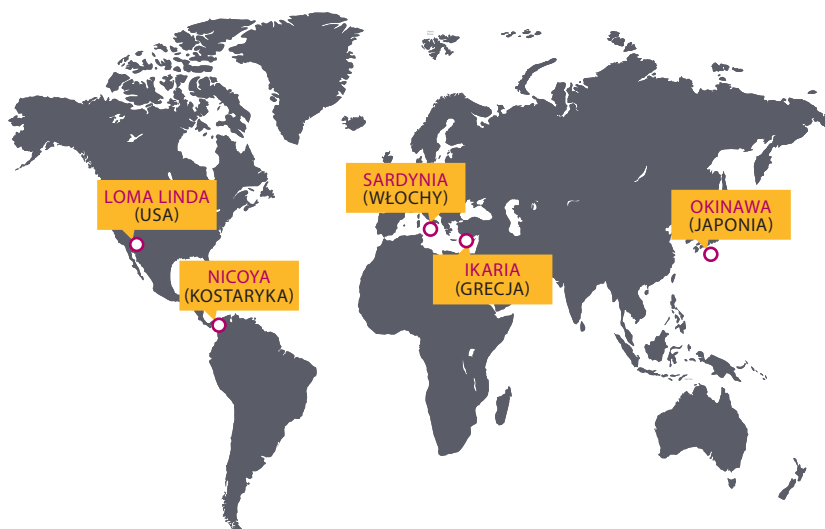 LOMA LINDA
(USA)
NICOYA
(KOSTARYKA)
SARDYNIA
(WŁOCHY)
IKARIA
(GRECJA)
OKINAWA
(JAPONIA)